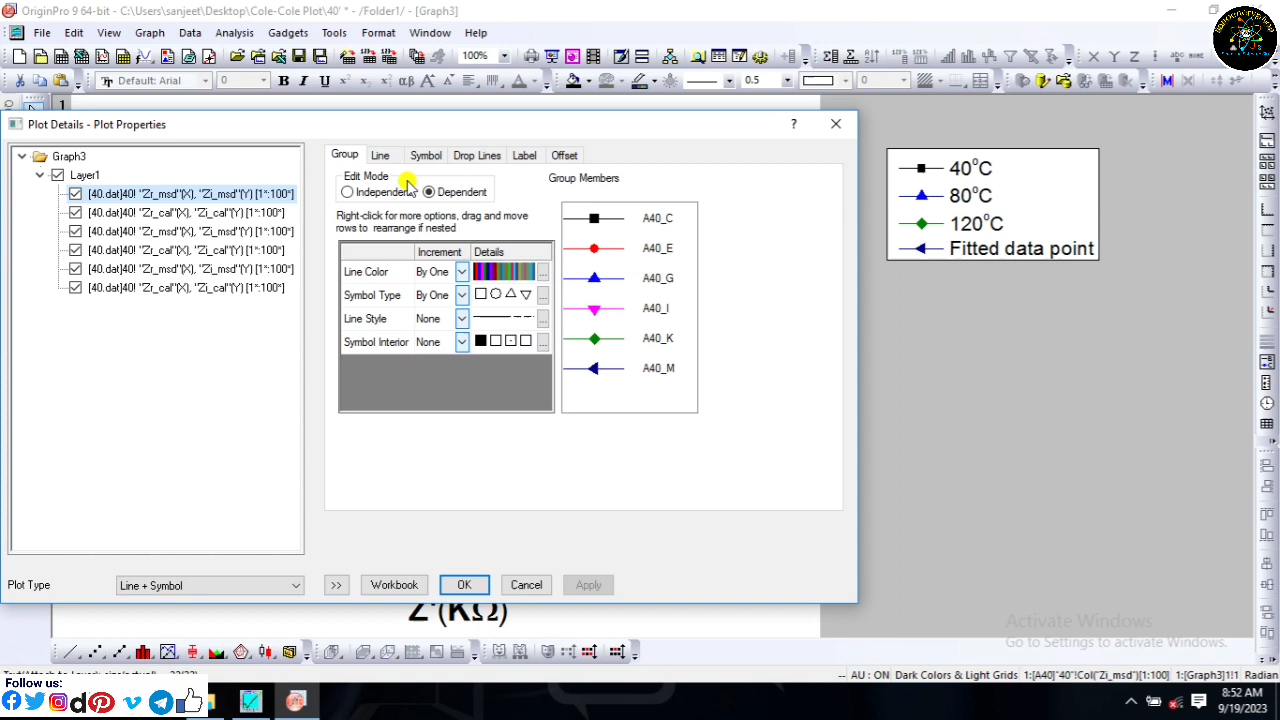 OriginPro 9 64-bit - C:\Users\sanjeet\Desktop\Cole-Cole Plot\40' * - /Folder1/ - [Graph3]
File Edit View Graph Data Analysis Gadgets Tools Format Window Help
100%
B I U x² x₂ αβ A A
Default: Arial 0 0.5 0
1
Plot Details - Plot Properties ? ×
Graph3
Layer1
[40.dat]40! "Zr_msd"(X), "Zi_msd"(Y) [1*:100*]
[40.dat]40! "Zr_cal"(X), "Zi_cal"(Y) [1*:100*]
[40.dat]40! "Zr_msd"(X), "Zi_msd"(Y) [1*:100*]
[40.dat]40! "Zr_cal"(X), "Zi_cal"(Y) [1*:100*]
[40.dat]40! "Zr_msd"(X), "Zi_msd"(Y) [1*:100*]
[40.dat]40! "Zr_cal"(X), "Zi_cal"(Y) [1*:100*]
Group Line Symbol Drop Lines Label Offset
Edit Mode
Independent Dependent
Right-click for more options, drag and move
rows to rearrange if nested
Increment Details
Line Color By One ...
Symbol Type By One ...
Line Style None ...
Symbol Interior None ...
Group Members
A40_C
A40_E
A40_G
A40_I
A40_K
A40_M
Plot Type Line + Symbol >> Workbook OK Cancel Apply
40°C
80°C
120°C
Fitted data point
Z'(KΩ)
Activate Windows
Go to Settings to activate Windows.
-- AU : ON Dark Colors & Light Grids 1:[A40]"40"!Col("Zi_msd")[1:100] 1:[Graph3]1!1 Radian
Follow us:
8:52 AM
9/19/2023